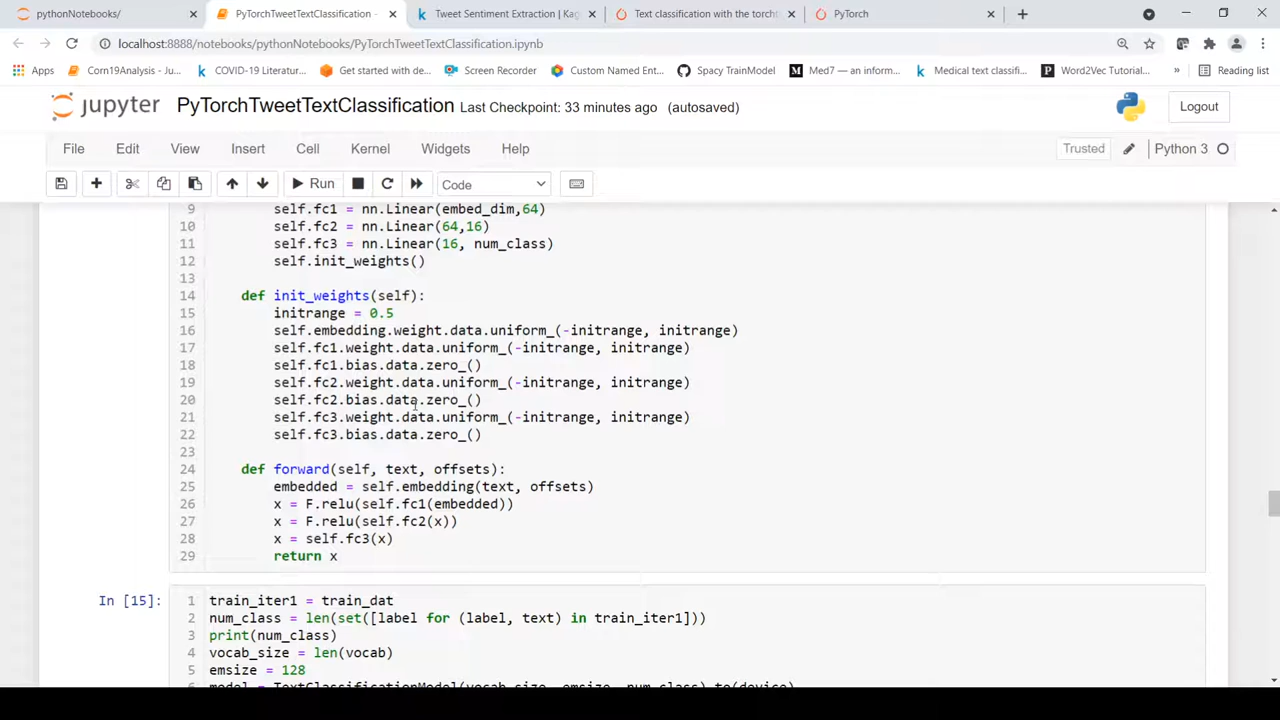 pythonNotebooks/
PyTorchTweetTextClassification -
Tweet Sentiment Extraction | Kag
Text classification with the torcht
PyTorch
localhost:8888/notebooks/pythonNotebooks/PyTorchTweetTextClassification.ipynb
Apps
Corn19Analysis - Ju...
COVID-19 Literatur...
Get started with de...
Screen Recorder
Custom Named Ent...
Spacy TrainModel
Med7 — an inform...
Medical text classifi...
Word2Vec Tutorial...
»
Reading list
jupyter PyTorchTweetTextClassification Last Checkpoint: 33 minutes ago (autosaved)
Logout
File Edit View Insert Cell Kernel Widgets Help
Trusted
Python 3
Run
Code
9 self.fc1 = nn.Linear(embed_dim,64)
10 self.fc2 = nn.Linear(64,16)
11 self.fc3 = nn.Linear(16, num_class)
12 self.init_weights()
13
14 def init_weights(self):
15 initrange = 0.5
16 self.embedding.weight.data.uniform_(-initrange, initrange)
17 self.fc1.weight.data.uniform_(-initrange, initrange)
18 self.fc1.bias.data.zero_()
19 self.fc2.weight.data.uniform_(-initrange, initrange)
20 self.fc2.bias.data.zero_()
21 self.fc3.weight.data.uniform_(-initrange, initrange)
22 self.fc3.bias.data.zero_()
23
24 def forward(self, text, offsets):
25 embedded = self.embedding(text, offsets)
26 x = F.relu(self.fc1(embedded))
27 x = F.relu(self.fc2(x))
28 x = self.fc3(x)
29 return x
In [15]:
1 train_iter1 = train_dat
2 num_class = len(set([label for (label, text) in train_iter1]))
3 print(num_class)
4 vocab_size = len(vocab)
5 emsize = 128
6 model = TextClassificationModel(vocab_size, emsize, num_class).to(device)